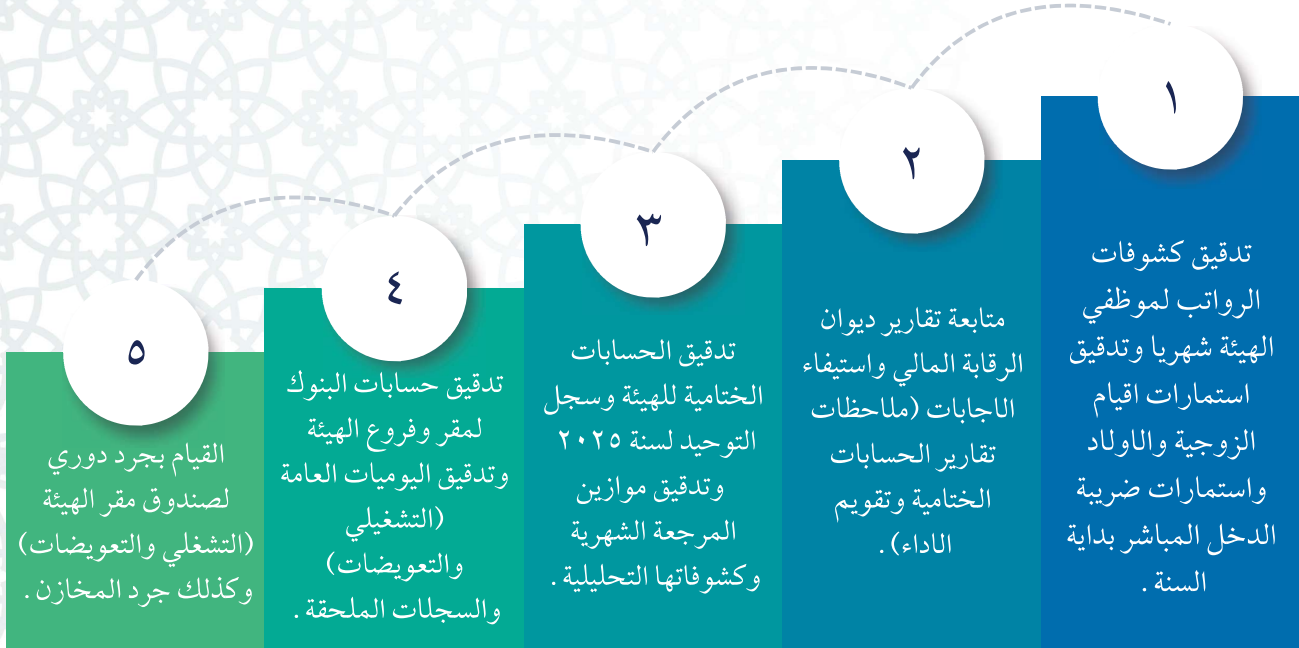 ١
تدقيق كشوفات
الرواتب لموظفي
الهيئة شهريا وتدقيق
استمارات اقيام
الزوجية والاولاد
واستمارات ضريبة
الدخل المباشر بداية
السنة .
٢
متابعة تقارير ديوان
الرقابة المالي واستيفاء
الاجابات (ملاحظات
تقارير الحسابات
الختامية وتقويم
الاداء).
٣
تدقيق الحسابات
الختامية للهيئة وسجل
التوحيد لسنة ٢٠٢٥
وتدقيق موازين
المرجعة الشهرية
وكشوفاتها التحليلية .
٤
تدقيق حسابات البنوك
لمقر وفروع الهيئة
وتدقيق اليوميات العامة
(التشغيلي
والتعويضات)
والسجلات الملحقة .
٥
القيام بجرد دوري
لصندوق مقر الهيئة
(التشغلي والتعويضات)
وكذلك جرد المخازن .